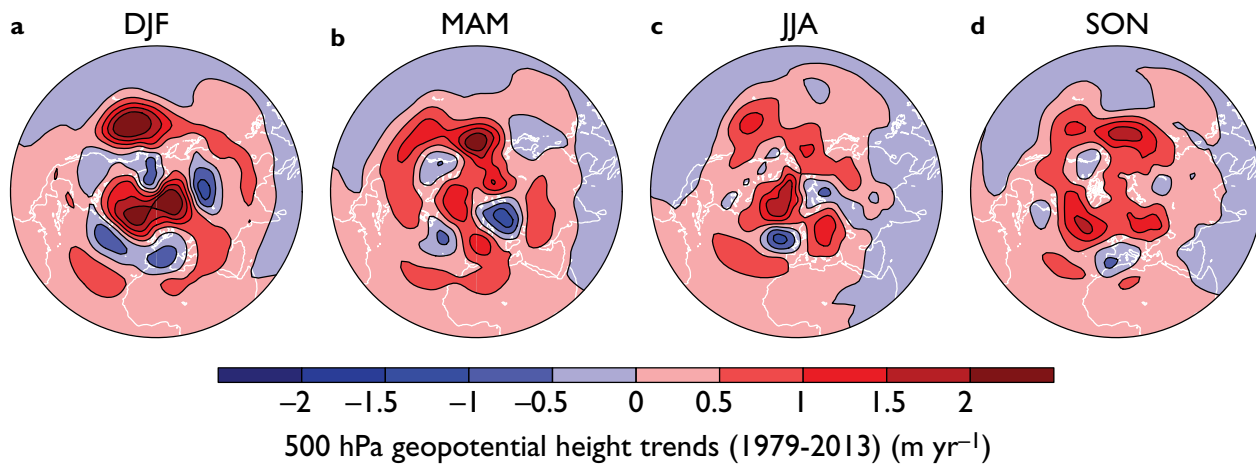 a DJF
b MAM
c JJA
d SON
−2 −1.5 −1 −0.5 0 0.5 1 1.5 2
500 hPa geopotential height trends (1979-2013) (m yr⁻¹)